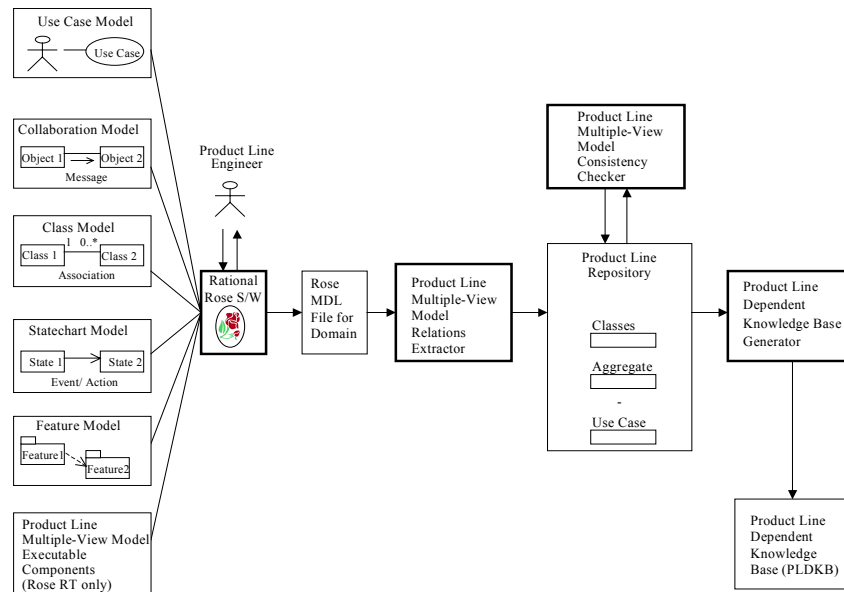 Use Case Model
Use Case
Collaboration Model
Object 1
Object 2
Message
Class Model
1 0..*
Class 1
Class 2
Association
Statechart Model
State 1
State 2
Event/ Action
Feature Model
Feature1
Feature2
Product Line
Multiple-View Model
Executable
Components
(Rose RT only)
Product Line
Engineer
Rational
Rose S/W
Rose
MDL
File for
Domain
Product Line
Multiple-View
Model
Relations
Extractor
Product Line
Multiple-View
Model
Consistency
Checker
Product Line
Repository
Classes
Aggregate
-
Use Case
Product Line
Dependent
Knowledge Base
Generator
Product Line
Dependent
Knowledge
Base (PLDKB)